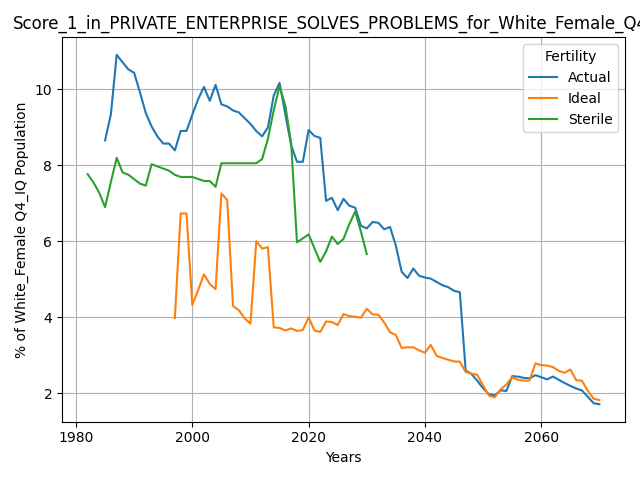 Score_1_in_PRIVATE_ENTERPRISE_SOLVES_PROBLEMS_for_White_Female_Q4
% of White_Female Q4_IQ Population
10
8
6
4
2
Fertility
Actual
Ideal
Sterile
1980
2000
2020
2040
2060
Years